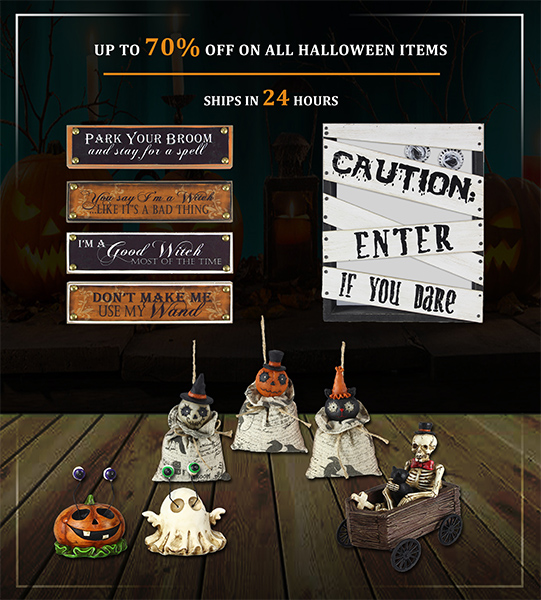 UP TO 70% OFF ON ALL HALLOWEEN ITEMS
SHIPS IN 24 HOURS
PARK YOUR BROOM
and stay for a spell
You say I'm a Witch
...LIKE IT'S A BAD THING
I'M A Good Witch
MOST OF THE TIME
DON'T MAKE ME
USE MY Wand
CAUTION:
ENTER
IF YOU DARE